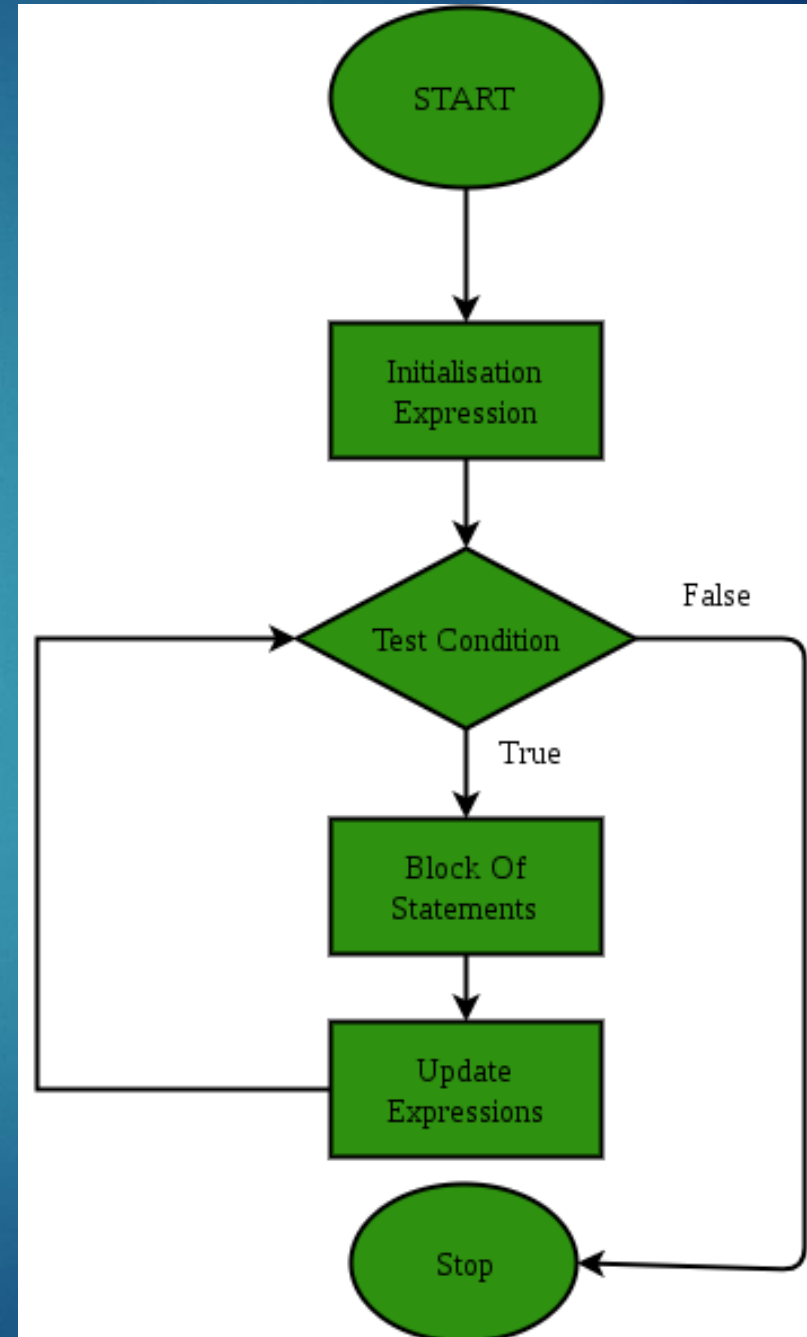 START
Initialisation
Expression
False
Test Condition
True
Block Of
Statements
Update
Expressions
Stop